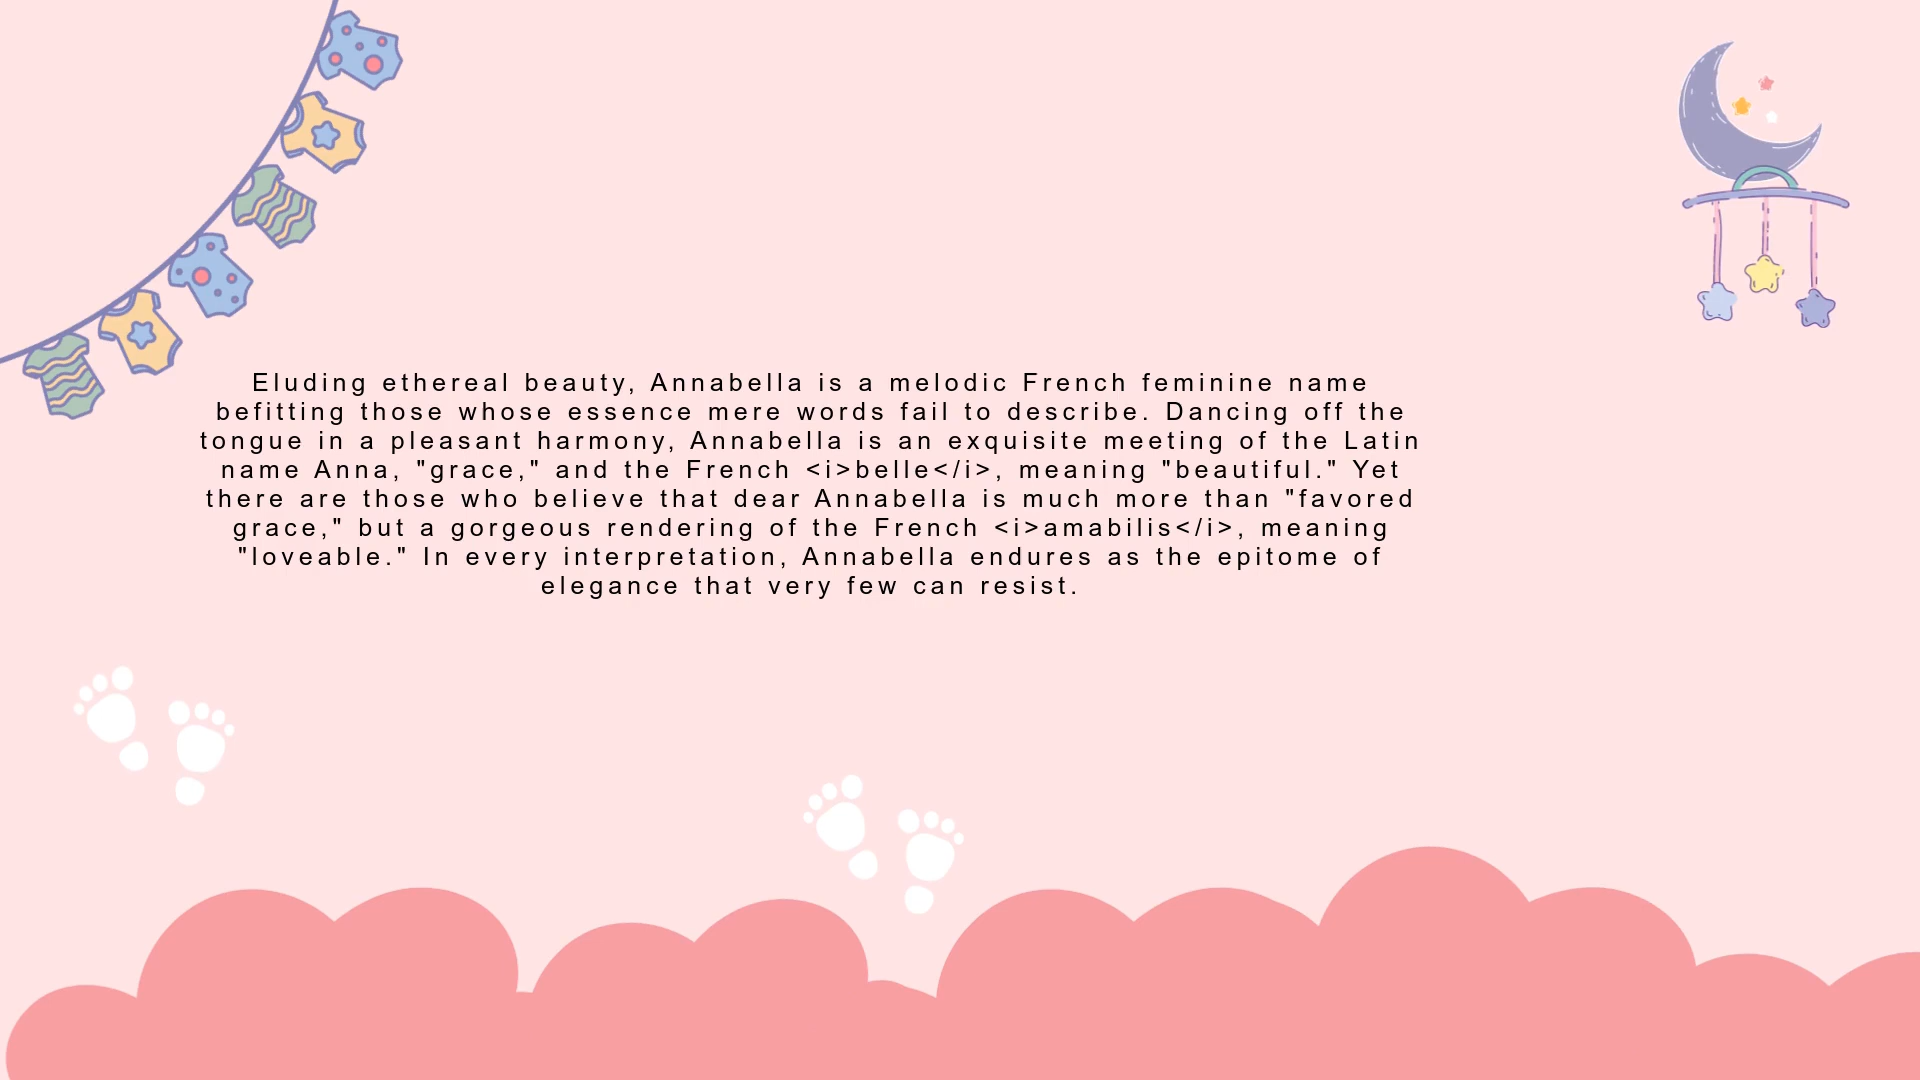 Eluding ethereal beauty, Annabella is a melodic French feminine name
befitting those whose essence mere words fail to describe. Dancing off the
tongue in a pleasant harmony, Annabella is an exquisite meeting of the Latin
name Anna, "grace," and the French <i>belle</i>, meaning "beautiful." Yet
there are those who believe that dear Annabella is much more than "favored
grace," but a gorgeous rendering of the French <i>amabilis</i>, meaning
"loveable." In every interpretation, Annabella endures as the epitome of
elegance that very few can resist.